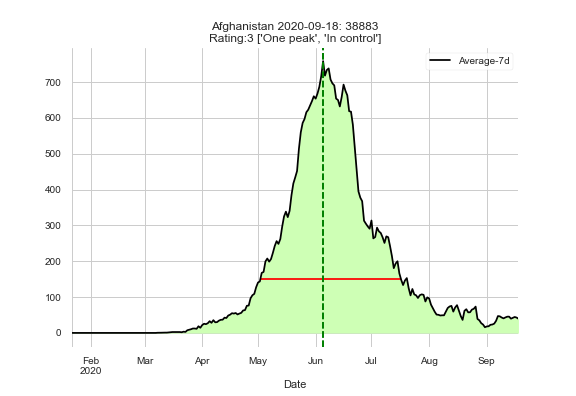 Afghanistan 2020-09-18: 38883
Rating:3 ['One peak', 'In control']
Average-7d
700
600
500
400
300
200
100
0
Feb Mar Apr May Jun Jul Aug Sep
2020
Date